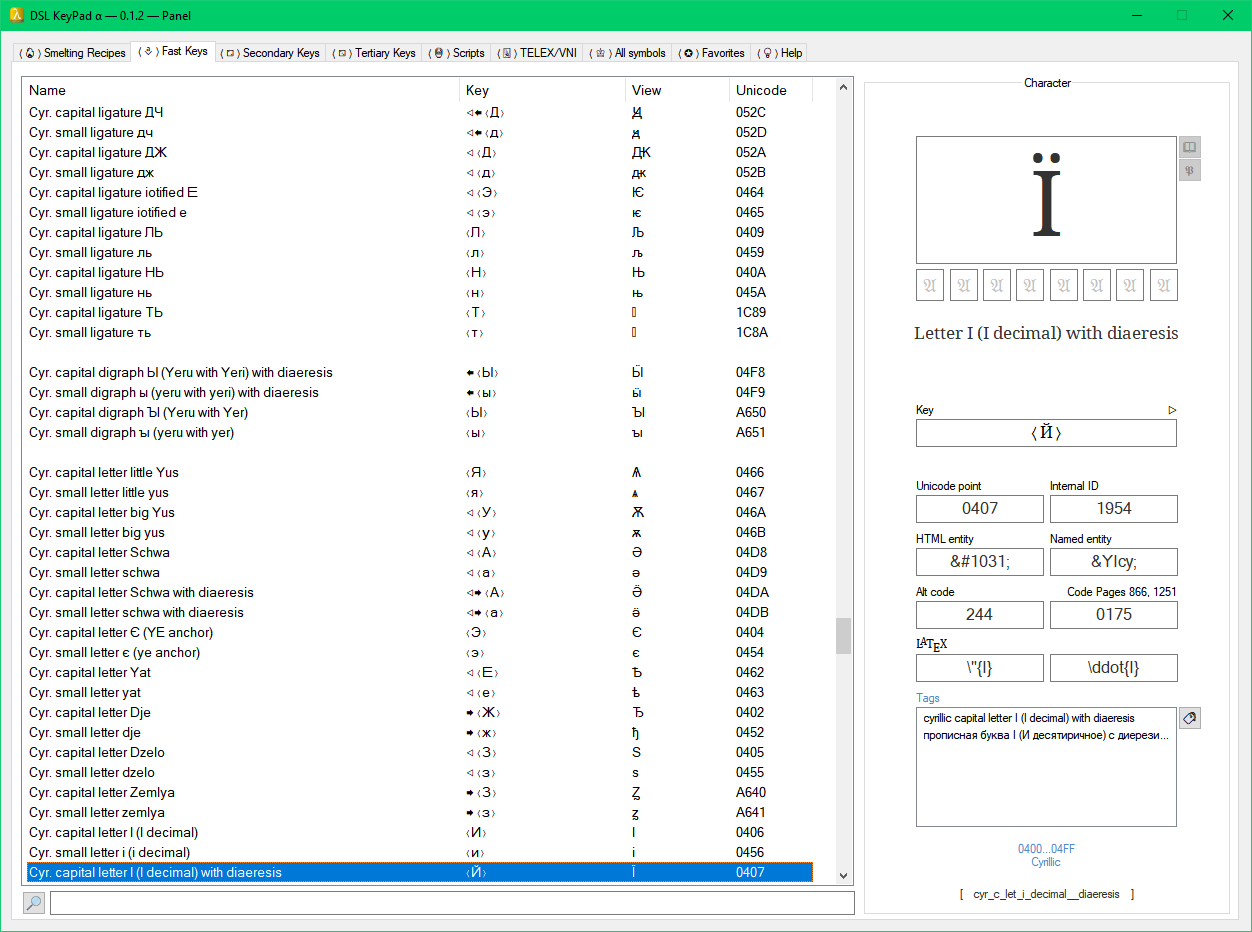 DSL KeyPad α — 0.1.2 — Panel
Smelting Recipes Fast Keys Secondary Keys Tertiary Keys Scripts TELEX/VNI All symbols Favorites Help
Name Key View Unicode
Cyr. capital ligature ДЧ ◁🠬〈Д〉 Ԭ 052C
Cyr. small ligature дч ◁🠬〈д〉 ԭ 052D
Cyr. capital ligature ДЖ ◁〈Д〉 Ԫ 052A
Cyr. small ligature дж ◁〈д〉 ԫ 052B
Cyr. capital ligature iotified Е ◁〈Э〉 Ѥ 0464
Cyr. small ligature iotified е ◁〈э〉 ѥ 0465
Cyr. capital ligature ЛЬ 〈Л〉 Љ 0409
Cyr. small ligature ль 〈л〉 љ 0459
Cyr. capital ligature НЬ 〈Н〉 Њ 040A
Cyr. small ligature нь 〈н〉 њ 045A
Cyr. capital ligature ТЬ 〈Т〉 1C89
Cyr. small ligature ть 〈т〉 1C8A
Cyr. capital digraph Ы (Yeru with Yeri) with diaeresis 🠬〈Ы〉 Ӹ 04F8
Cyr. small digraph ы (yeru with yeri) with diaeresis 🠬〈ы〉 ӹ 04F9
Cyr. capital digraph Ꙑ (Yeru with Yer) 〈Ы〉 Ꙑ A650
Cyr. small digraph ꙑ (yeru with yer) 〈ы〉 ꙑ A651
Cyr. capital letter little Yus 〈Я〉 Ѧ 0466
Cyr. small letter little yus 〈я〉 ѧ 0467
Cyr. capital letter big Yus ◁〈У〉 Ѫ 046A
Cyr. small letter big yus ◁〈у〉 ѫ 046B
Cyr. capital letter Schwa ◁〈А〉 Ә 04D8
Cyr. small letter schwa ◁〈а〉 ә 04D9
Cyr. capital letter Schwa with diaeresis ◁🠮〈А〉 Ӛ 04DA
Cyr. small letter schwa with diaeresis ◁🠮〈а〉 ӛ 04DB
Cyr. capital letter Є (YE anchor) 〈Э〉 Є 0404
Cyr. small letter є (ye anchor) 〈э〉 є 0454
Cyr. capital letter Yat ◁〈Е〉 Ѣ 0462
Cyr. small letter yat ◁〈е〉 ѣ 0463
Cyr. capital letter Dje 🠮〈Ж〉 Ђ 0402
Cyr. small letter dje 🠮〈ж〉 ђ 0452
Cyr. capital letter Dzelo ◁〈З〉 Ѕ 0405
Cyr. small letter dzelo ◁〈з〉 ѕ 0455
Cyr. capital letter Zemlya 🠮〈З〉 Ꙁ A640
Cyr. small letter zemlya 🠮〈з〉 ꙁ A641
Cyr. capital letter I (I decimal) 〈И〉 І 0406
Cyr. small letter i (i decimal) 〈и〉 і 0456
Cyr. capital letter I (I decimal) with diaeresis 〈Й〉 Ї 0407
Character
Ї
𝔄 𝔄 𝔄 𝔄 𝔄 𝔄 𝔄 𝔄
Letter I (I decimal) with diaeresis
Key ▷
〈Й〉
Unicode point Internal ID
0407 1954
HTML entity Named entity
&#1031; &YIcy;
Alt code Code Pages 866, 1251
244 0175
LATEX
\"{I} \ddot{I}
Tags
cyrillic capital letter I (I decimal) with diaeresis
прописная буква I (И десятиричное) с диерези...
0400...04FF
Cyrillic
[ cyr_c_let_i_decimal__diaeresis ]